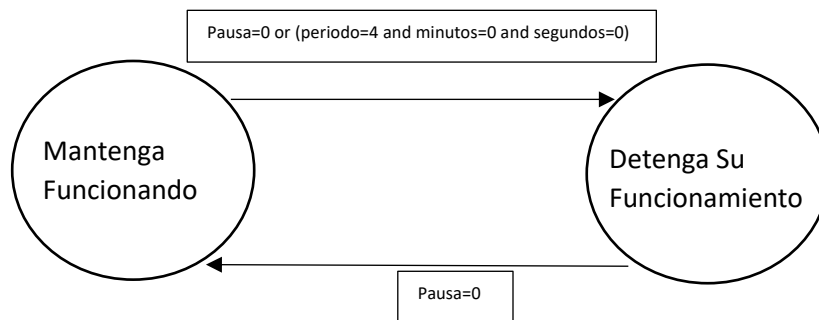 Pausa=0 or (periodo=4 and minutos=0 and segundos=0)
Mantenga
Funcionando
Detenga Su
Funcionamiento
Pausa=0